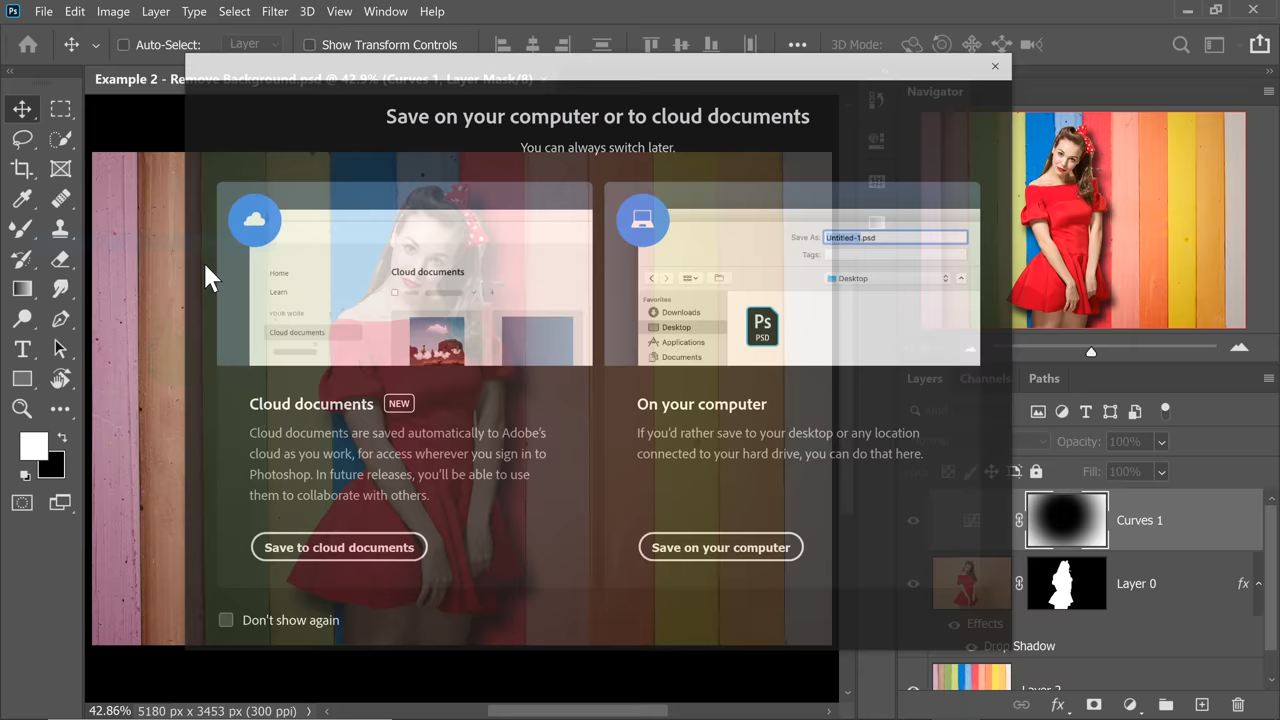 Ps File Edit Image Layer Type Select Filter 3D View Window Help
Auto-Select: Layer Show Transform Controls 3D Mode:
Example 2 - Remove Background.psd @ 42.9% (Curves 1, Layer Mask/8)
Navigator
Save on your computer or to cloud documents
You can always switch later.
Save As: Untitled-1.psd
Tags:
Home
Cloud documents
Desktop
Learn
Favorites
YOUR WORK
Downloads
Cloud documents
Desktop
Applications
Documents
Ps
PSD
Layers Channels Paths
Cloud documents NEW
Cloud documents are saved automatically to Adobe's
cloud as you work, for access wherever you sign in to
Photoshop. In future releases, you'll be able to use
them to collaborate with others.
Save to cloud documents
On your computer
If you'd rather save to your desktop or any location
connected to your hard drive, you can do that here.
Save on your computer
Don't show again
Opacity: 100%
Fill: 100%
Curves 1
Layer 0 fx
Effects
Drop Shadow
42.86% 5180 px x 3453 px (300 ppi)
fx